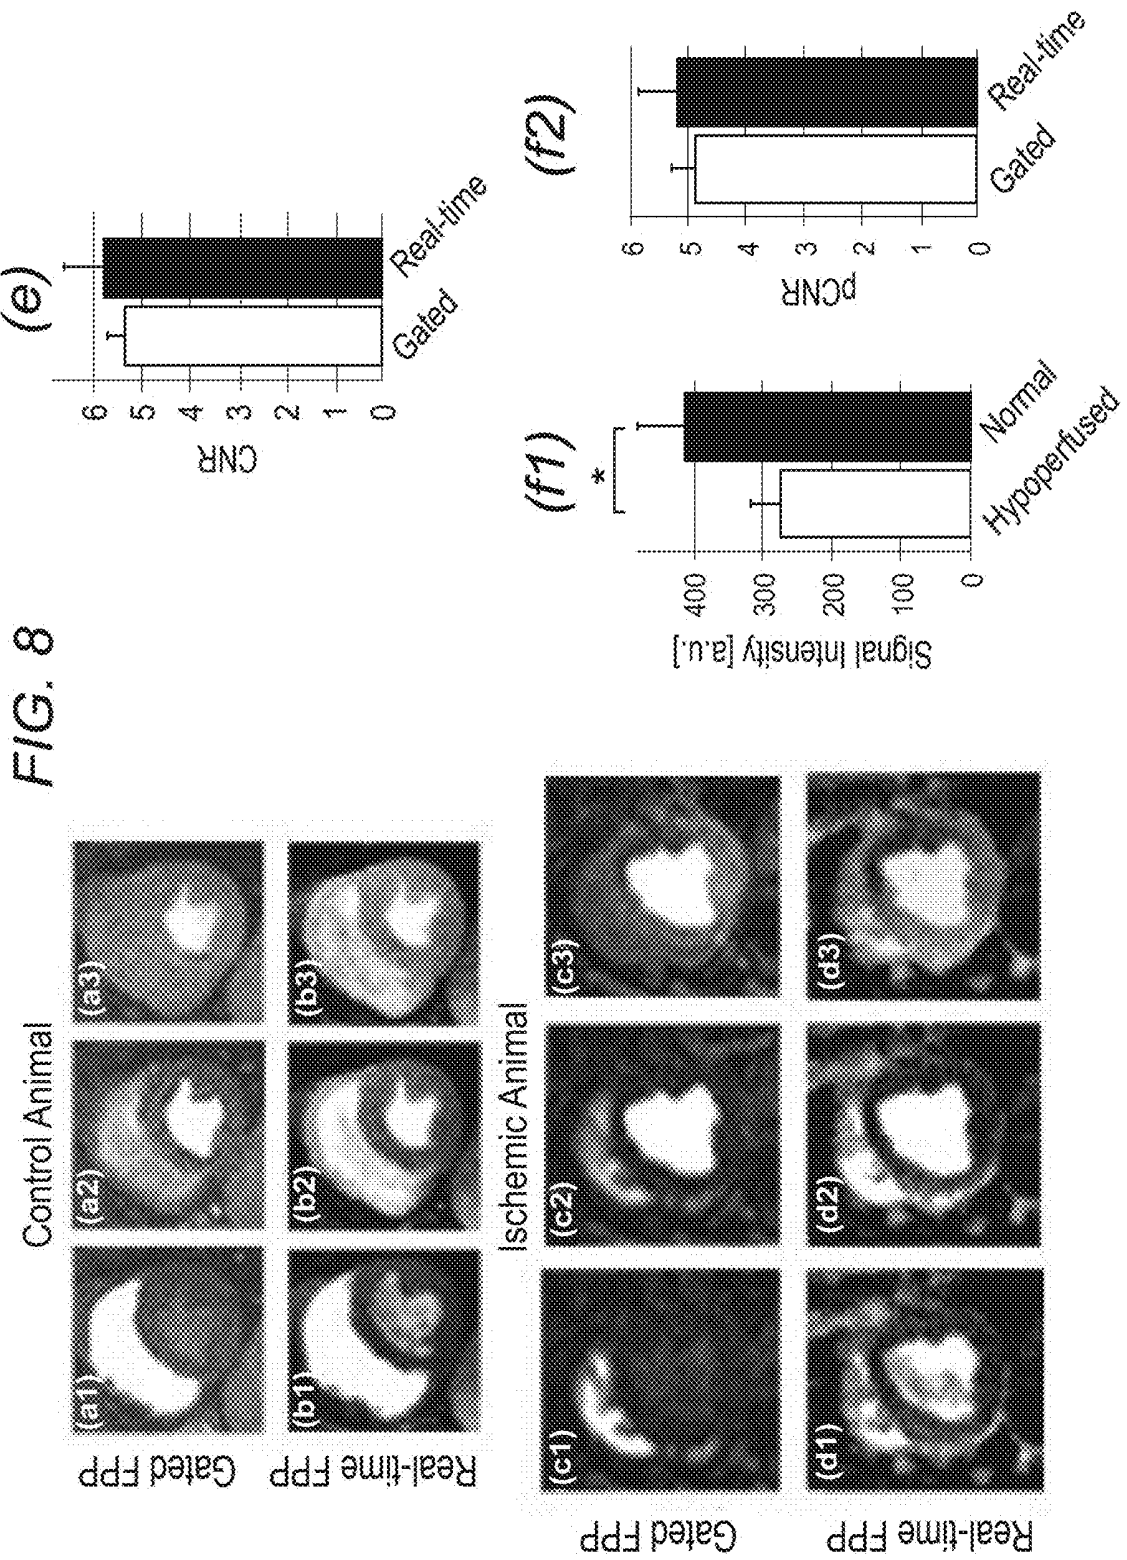 FIG. 8
Control Animal
Gated FPP
(a1)
(a2)
(a3)
Real-time FPP
(b1)
(b2)
(b3)
Ischemic Animal
Gated FPP
(c1)
(c2)
(c3)
Real-time FPP
(d1)
(d2)
(d3)
(e)
CNR
6
5
4
3
2
1
0
Gated
Real-time
(f1)
*
Signal Intensity [a.u.]
400
300
200
100
0
Hypoperfused
Normal
(f2)
pCNR
6
5
4
3
2
1
0
Gated
Real-time